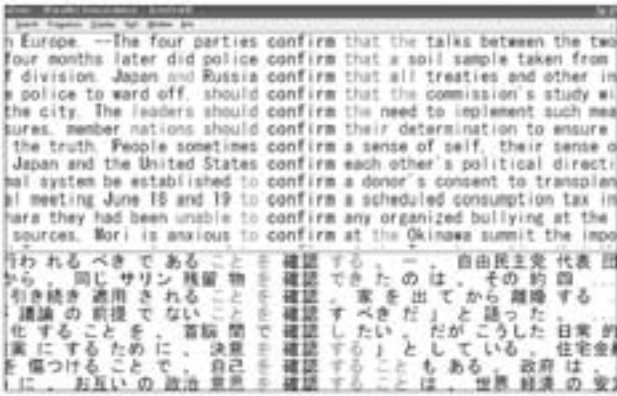 Search Frequency Display Sort Window Info
n Europe. --The four parties confirm that the talks between the two
four months later did police confirm that a soil sample taken from
f division. Japan and Russia confirm that all treaties and other in
e police to ward off. should confirm that the commission's study wi
the city. The leaders should confirm the need to implement such mea
sures. member nations should confirm their determination to ensure
the truth. People sometimes confirm a sense of self. their sense o
Japan and the United States confirm each other's political directi
mal system be established to confirm a donor's consent to transplan
al meeting June 18 and 19 to confirm a scheduled consumption tax in
hara they had been unable to confirm any organized bullying at the
sources. Mori is anxious to confirm at the Okinawa summit the impo
行わ れる べき で ある こと を 確認 する 。 一 、 自由民主党 代表 団
から 、 同じ サリン 残留 物 を 確認 できた の は 、 その 約 四
引き続き 適用 される こと を 確認 。 家 を 出て から 離婚 する
議論 の 前提 で ない こと を 確認 す べき だ 」 と 語った 。
化 する こと を 、 首脳 間 で 確認 したい 。 だが こうした 日常 的
実 に する ため に 、 決意 を 確認 する 」 と している 。 住宅金
を 傷つける こと で 、 自己 を 確認 する こと も ある 。 政府 は 、
に 、 お互い の 政治 意思 を 確認 する こと は 、 世界 経済 の 安